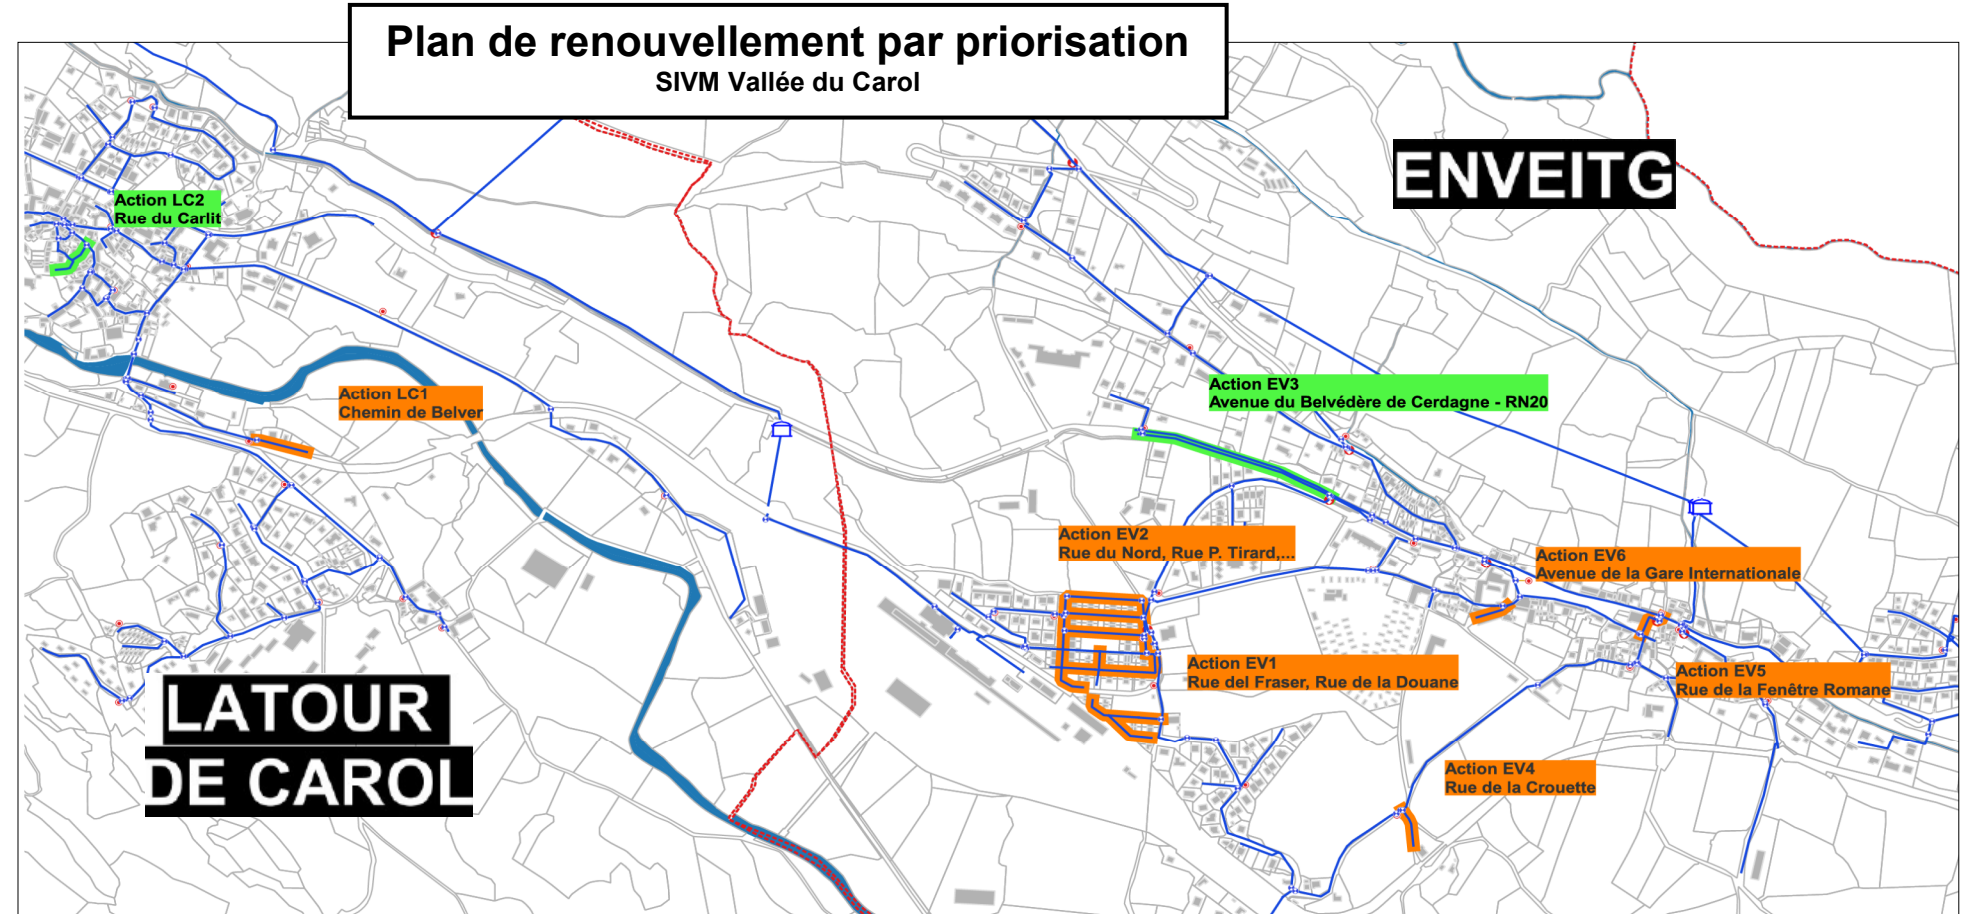 Plan de renouvellement par priorisation
SIVM Vallée du Carol
ENVEITG
Action LC2
Rue du Carlit
Action EV3
Avenue du Belvédère de Cerdagne - RN20
Action LC1
Chemin de Belver
Action EV2
Rue du Nord, Rue P. Tirard,...
Action EV6
Avenue de la Gare Internationale
Action EV1
Rue del Fraser, Rue de la Douane
Action EV5
Rue de la Fenêtre Romane
LATOUR
DE CAROL
Action EV4
Rue de la Crouette